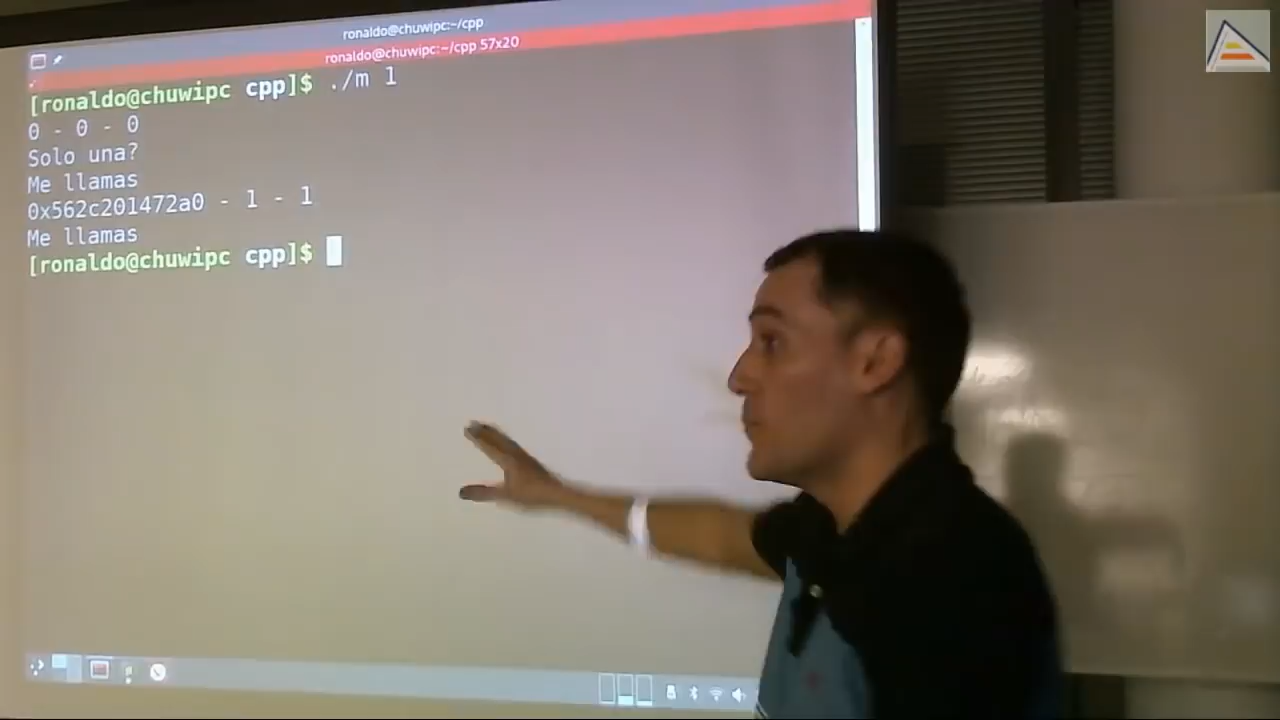 ronaldo@chuwipc:~/cpp
ronaldo@chuwipc:~/cpp 57x20
[ronaldo@chuwipc cpp]$ ./m 1
0 - 0 - 0
Solo una?
Me llamas
0x562c201472a0 - 1 - 1
Me llamas
[ronaldo@chuwipc cpp]$